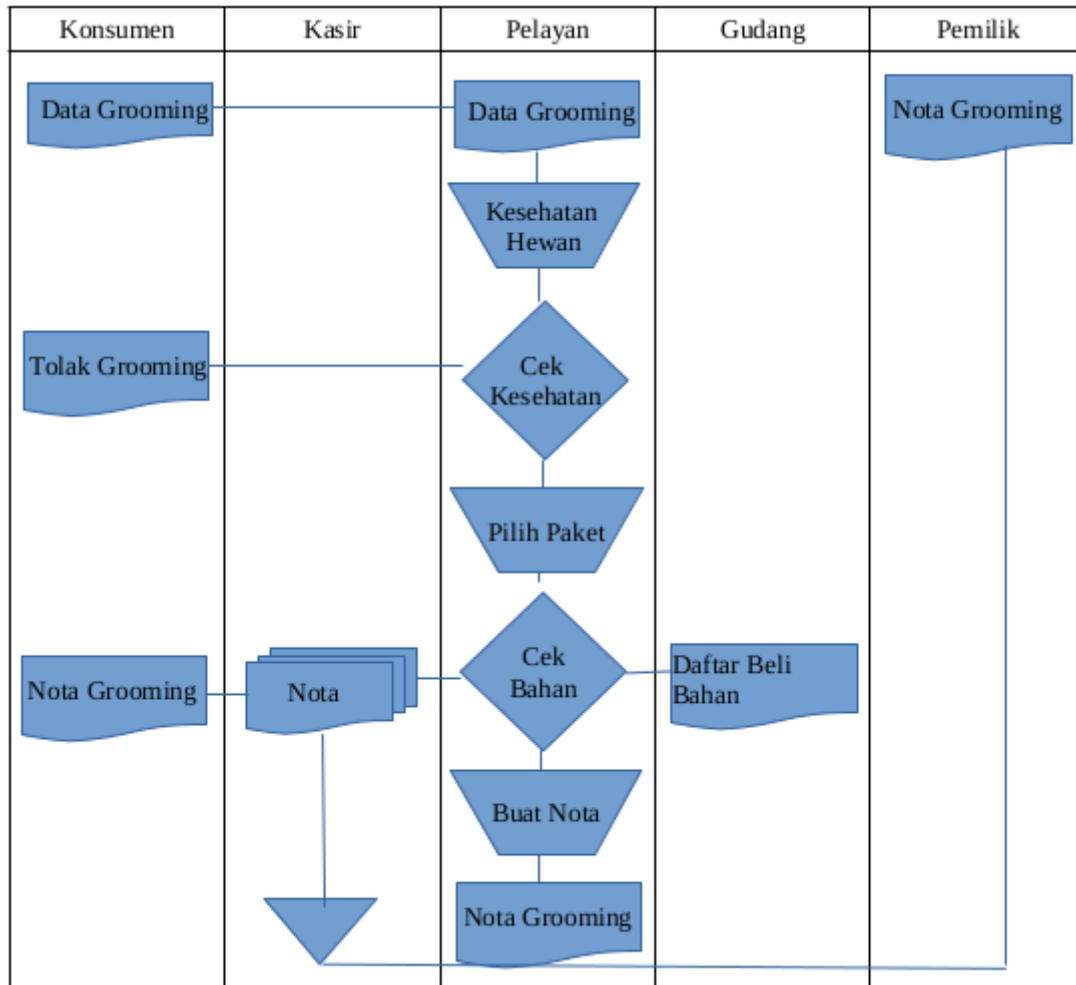 Konsumen
Kasir
Pelayan
Gudang
Pemilik
Data Grooming
Data Grooming
Nota Grooming
Kesehatan
Hewan
Tolak Grooming
Cek
Kesehatan
Pilih Paket
Nota Grooming
Nota
Cek
Bahan
Daftar Beli
Bahan
Buat Nota
Nota Grooming